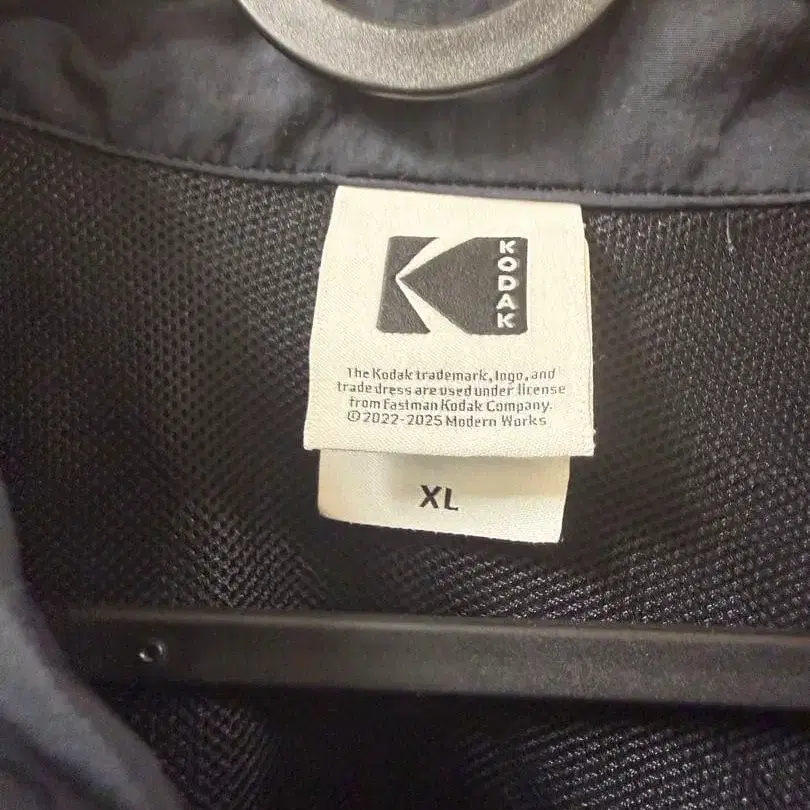 KODAK
The Kodak trademark, logo, and
trade dress are used under license
from Eastman Kodak Company.
©2022-2025 Modern Works
XL